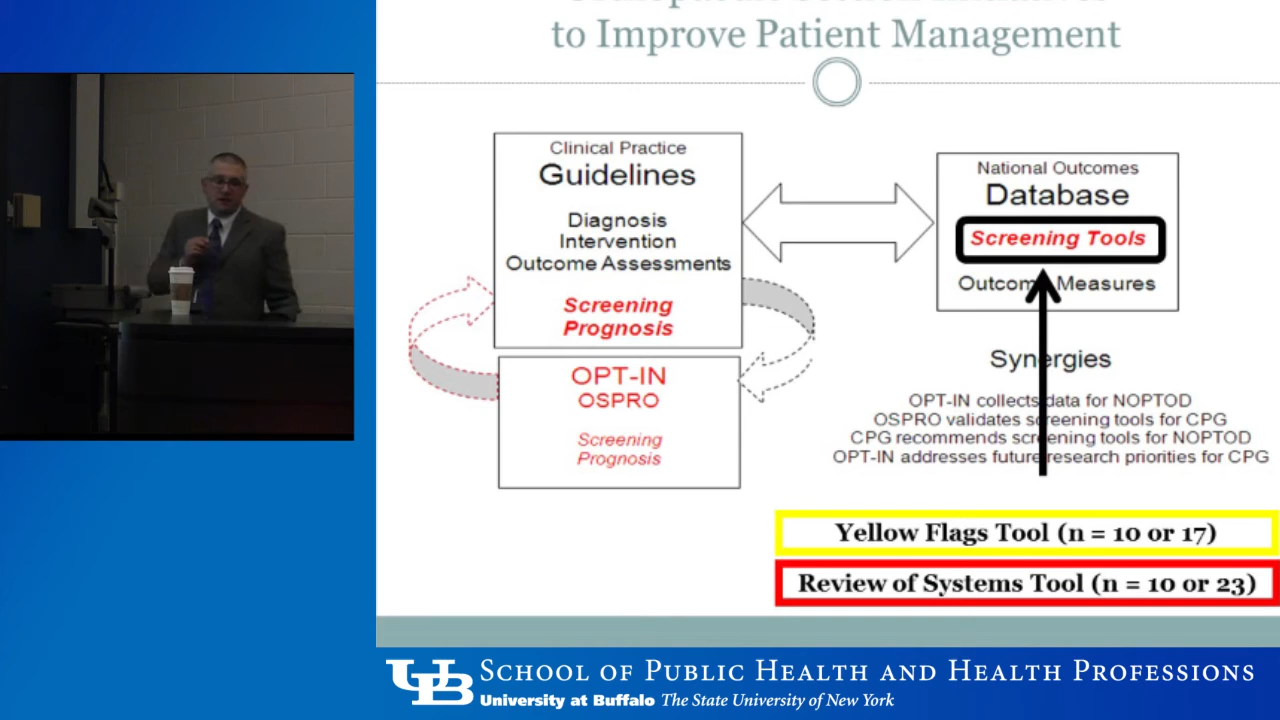 to Improve Patient Management
Clinical Practice
Guidelines
Diagnosis
Intervention
Outcome Assessments
Screening
Prognosis
OPT-IN
OSPRO
Screening
Prognosis
National Outcomes
Database
Screening Tools
Outcome Measures
Synergies
OPT-IN collects data for NOPTOD
OSPRO validates screening tools for CPG
CPG recommends screening tools for NOPTOD
OPT-IN addresses future research priorities for CPG
Yellow Flags Tool (n = 10 or 17)
Review of Systems Tool (n = 10 or 23)
UB School of Public Health and Health Professions
University at Buffalo The State University of New York